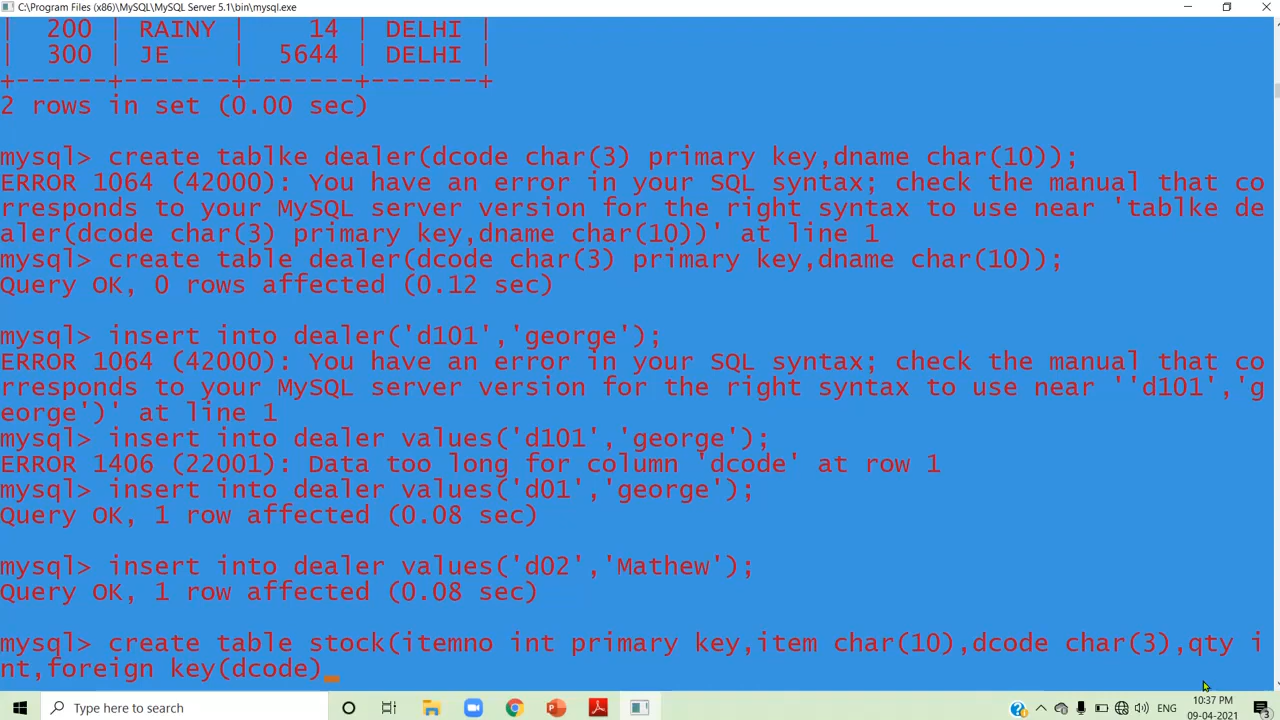 C:\Program Files (x86)\MySQL\MySQL Server 5.1\bin\mysql.exe
|  200 | RAINY |    14 | DELHI |
|  300 | JE    |  5644 | DELHI |
+------+-------+-------+-------+
2 rows in set (0.00 sec)
mysql> create tablke dealer(dcode char(3) primary key,dname char(10));
ERROR 1064 (42000): You have an error in your SQL syntax; check the manual that co
rresponds to your MySQL server version for the right syntax to use near 'tablke de
aler(dcode char(3) primary key,dname char(10))' at line 1
mysql> create table dealer(dcode char(3) primary key,dname char(10));
Query OK, 0 rows affected (0.12 sec)
mysql> insert into dealer('d101','george');
ERROR 1064 (42000): You have an error in your SQL syntax; check the manual that co
rresponds to your MySQL server version for the right syntax to use near ''d101','g
eorge')' at line 1
mysql> insert into dealer values('d101','george');
ERROR 1406 (22001): Data too long for column 'dcode' at row 1
mysql> insert into dealer values('d01','george');
Query OK, 1 row affected (0.08 sec)
mysql> insert into dealer values('d02','Mathew');
Query OK, 1 row affected (0.08 sec)
mysql> create table stock(itemno int primary key,item char(10),dcode char(3),qty i
nt,foreign key(dcode)_
Type here to search
ENG
10:37 PM
09-04-2021
3